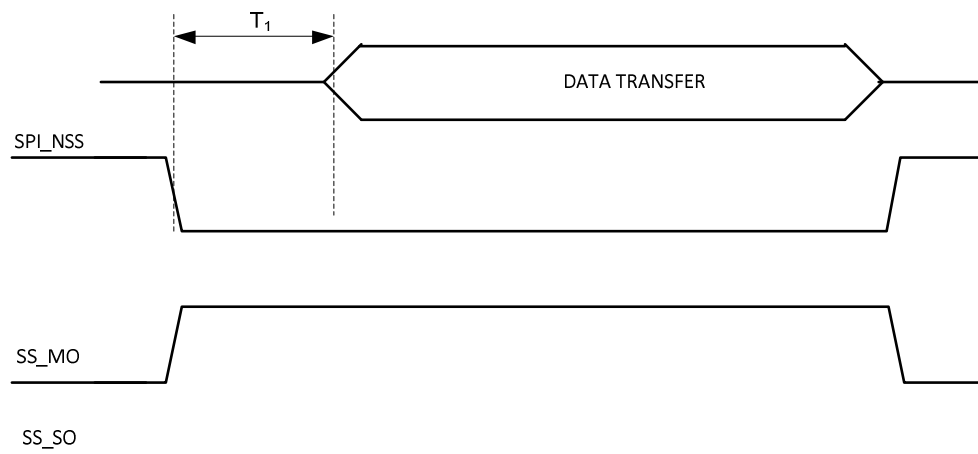 T₁
DATA TRANSFER
SPI_NSS
SS_MO
SS_SO